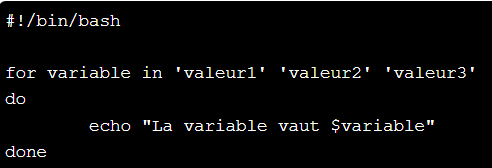 #!/bin/bash
for variable in 'valeur1' 'valeur2' 'valeur3'
do
echo "La variable vaut $variable"
done